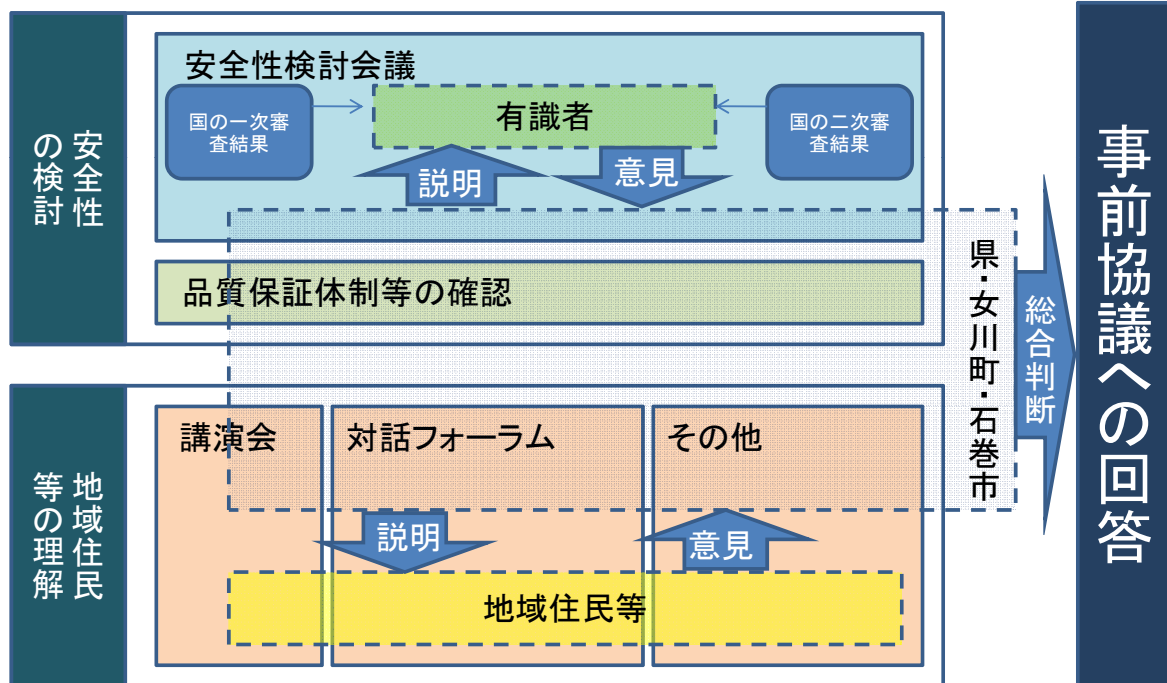 安全性
の検討
安全性検討会議
国の一次審
査結果
有識者
国の二次審
査結果
説明
意見
品質保証体制等の確認
地域住民
等の理解
講演会
対話フォーラム
その他
説明
意見
地域住民等
県・女川町・石巻市
総合判断
事前協議への回答